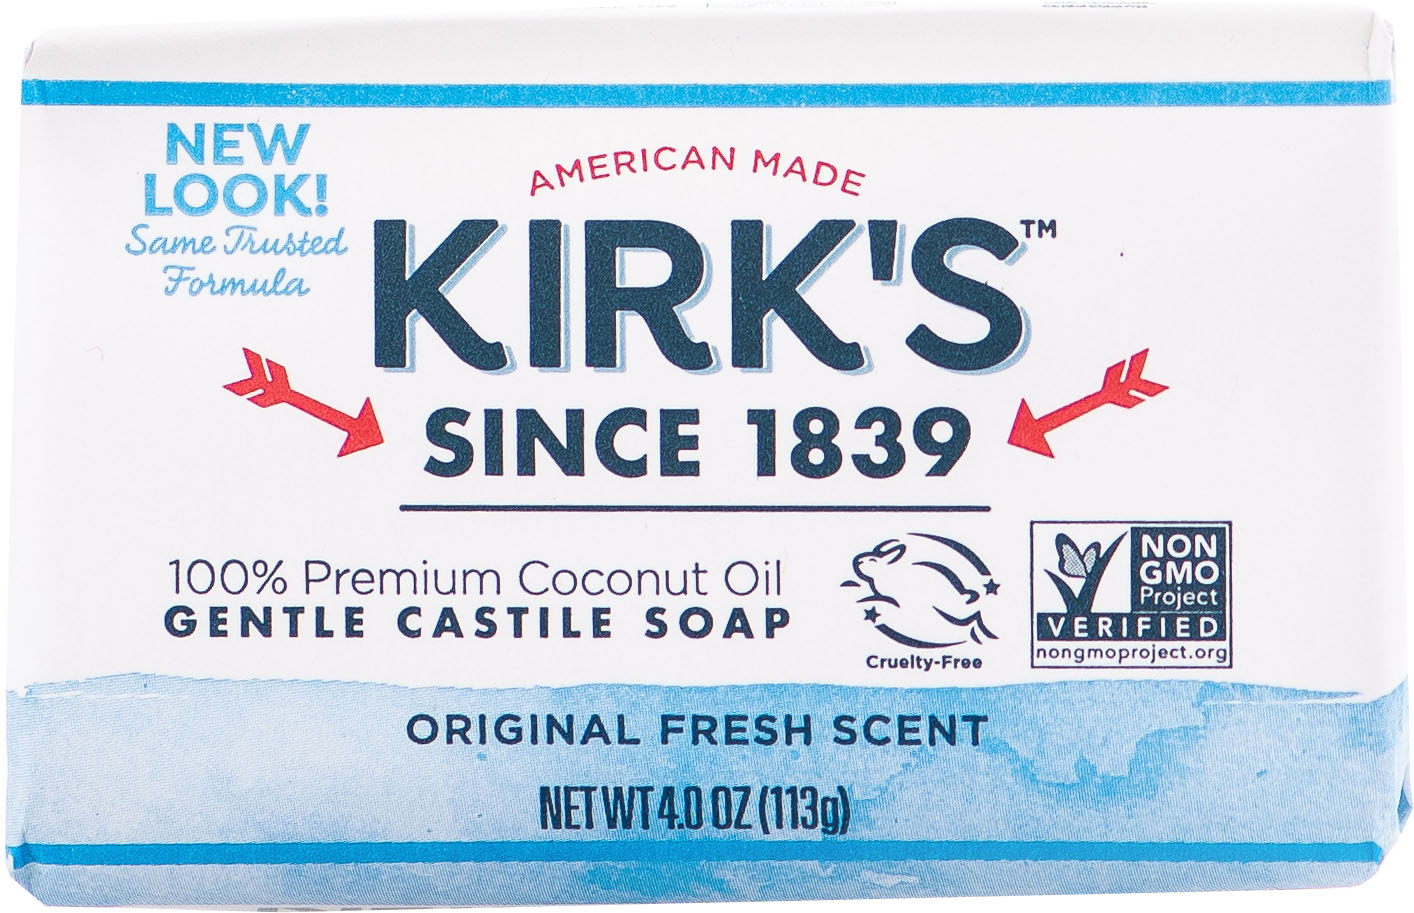 NEW
LOOK!
Same Trusted
Formula
AMERICAN MADE
KIRK'S™
SINCE 1839
100% Premium Coconut Oil
GENTLE CASTILE SOAP
Cruelty-Free
NON
GMO
Project
VERIFIED
nongmoproject.org
ORIGINAL FRESH SCENT
NET WT 4.0 OZ (113g)